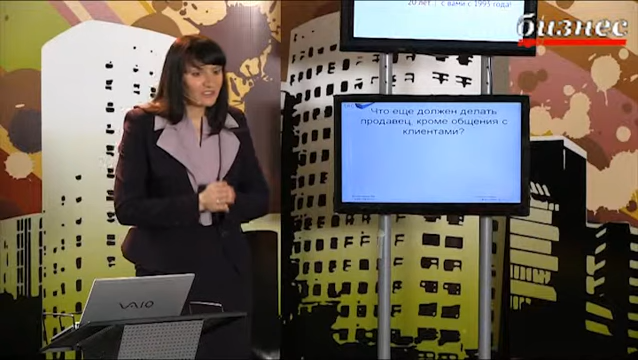 20 лет. С вами с 1993 года!
бизнес
Что еще должен делать
продавец, кроме общения с
клиентами?
VAIO